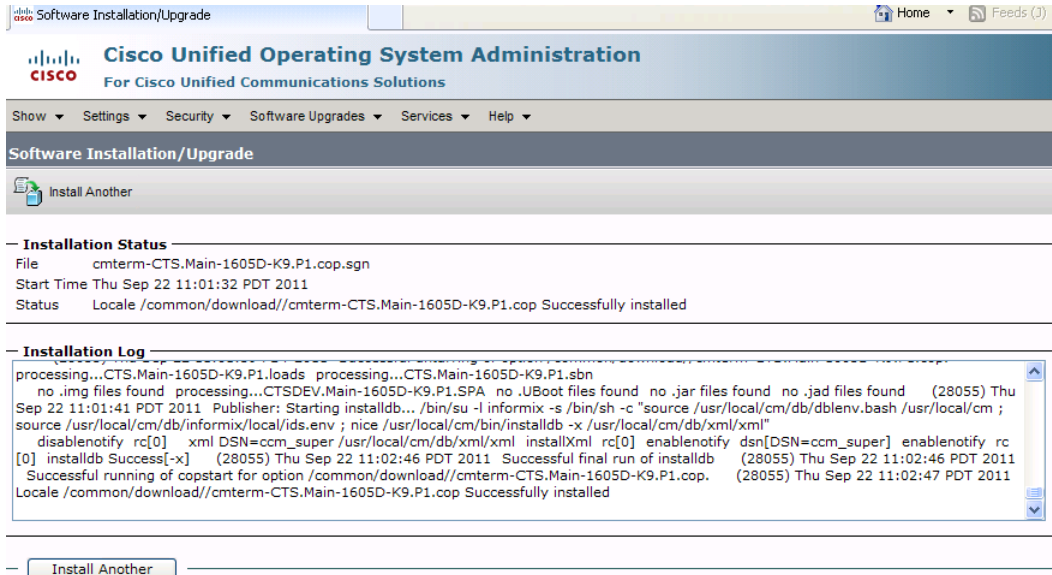 Software Installation/Upgrade
Home
Feeds (J)
CISCO
Cisco Unified Operating System Administration
For Cisco Unified Communications Solutions
Show Settings Security Software Upgrades Services Help
Software Installation/Upgrade
Install Another
Installation Status
File cmterm-CTS.Main-1605D-K9.P1.cop.sgn
Start Time Thu Sep 22 11:01:32 PDT 2011
Status Locale /common/download//cmterm-CTS.Main-1605D-K9.P1.cop Successfully installed
Installation Log
processing...CTS.Main-1605D-K9.P1.loads processing...CTS.Main-1605D-K9.P1.sbn
no .img files found processing...CTSDEV.Main-1605D-K9.P1.SPA no .UBoot files found no .jar files found no .jad files found (28055) Thu
Sep 22 11:01:41 PDT 2011 Publisher: Starting installdb... /bin/su -l informix -s /bin/sh -c "source /usr/local/cm/db/dblenv.bash /usr/local/cm ;
source /usr/local/cm/db/informix/local/ids.env ; nice /usr/local/cm/bin/installdb -x /usr/local/cm/db/xml/xml"
disablenotify rc[0] xml DSN=ccm_super /usr/local/cm/db/xml/xml installXml rc[0] enablenotify dsn[DSN=ccm_super] enablenotify rc
[0] installdb Success[-x] (28055) Thu Sep 22 11:02:46 PDT 2011 Successful final run of installdb (28055) Thu Sep 22 11:02:46 PDT 2011
Successful running of copstart for option /common/download//cmterm-CTS.Main-1605D-K9.P1.cop. (28055) Thu Sep 22 11:02:47 PDT 2011
Locale /common/download//cmterm-CTS.Main-1605D-K9.P1.cop Successfully installed
Install Another